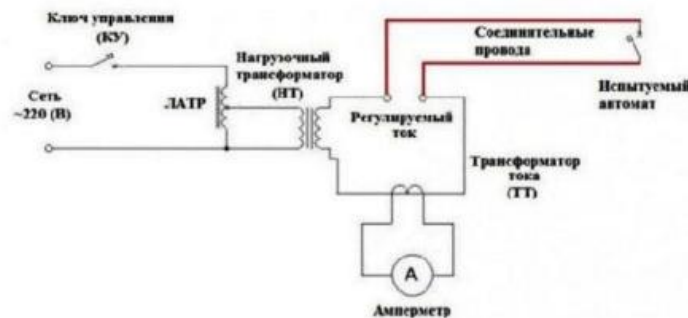 Ключ управления
(КУ)
Нагрузочный
трансформатор
(НТ)
Соединительные
провода
Испытуемый
автомат
Сеть
~220 (В)
ЛАТР
Регулируемый
ток
Трансформатор
тока
(ТТ)
А
Амперметр